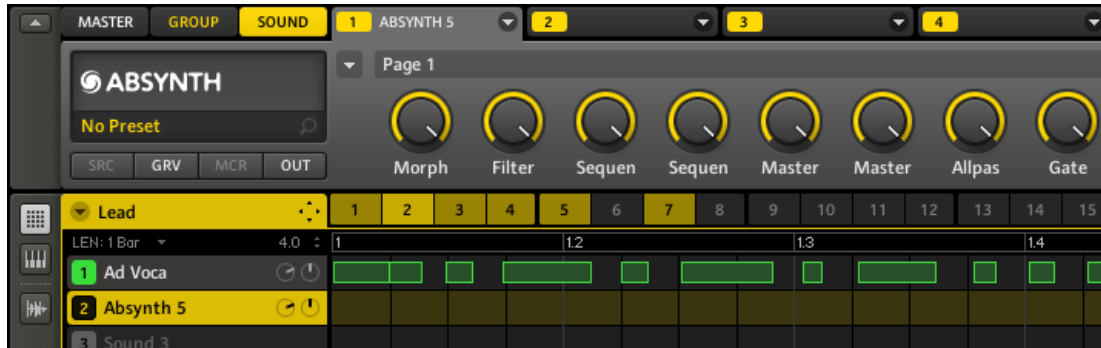 MASTER GROUP SOUND 1 ABSYNTH 5 2 3 4
ABSYNTH
Page 1
No Preset
Morph Filter Sequen Sequen Master Master Allpas Gate
SRC GRV MCR OUT
Lead 1 2 3 4 5 6 7 8 9 10 11 12 13 14 15
LEN: 1 Bar 4.0 1 1.2 1.3 1.4
1 Ad Voca
2 Absynth 5
3 Sound 3